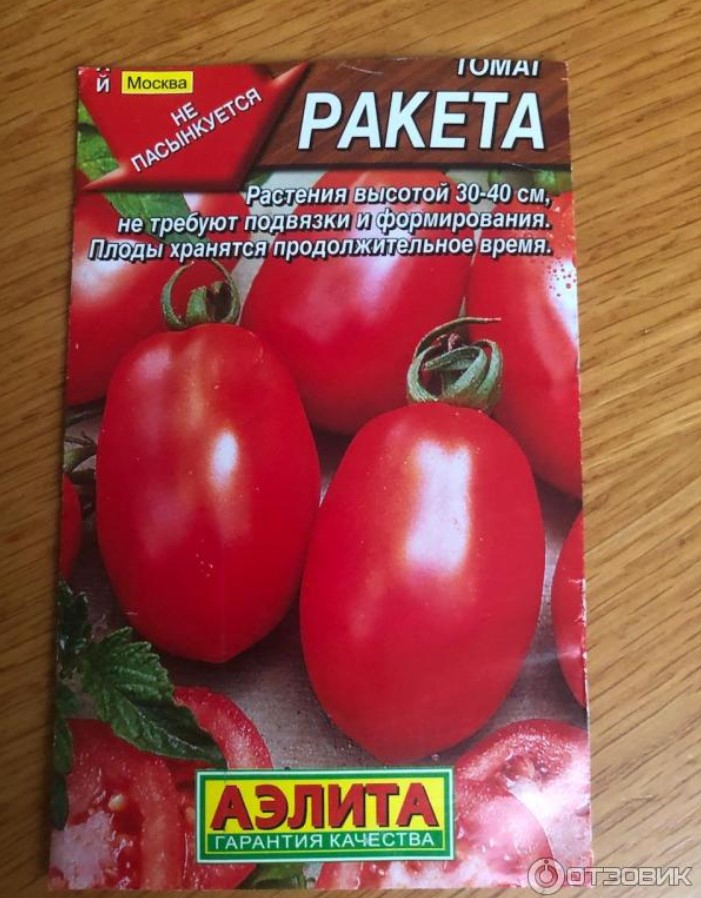 ТОМАТ
й Москва
РАКЕТА
НЕ
ПАСЫНКУЕТСЯ
Растения высотой 30-40 см,
не требуют подвязки и формирования.
Плоды хранятся продолжительное время.
АЭЛИТА
ГАРАНТИЯ КАЧЕСТВА
ОТЗОВИК